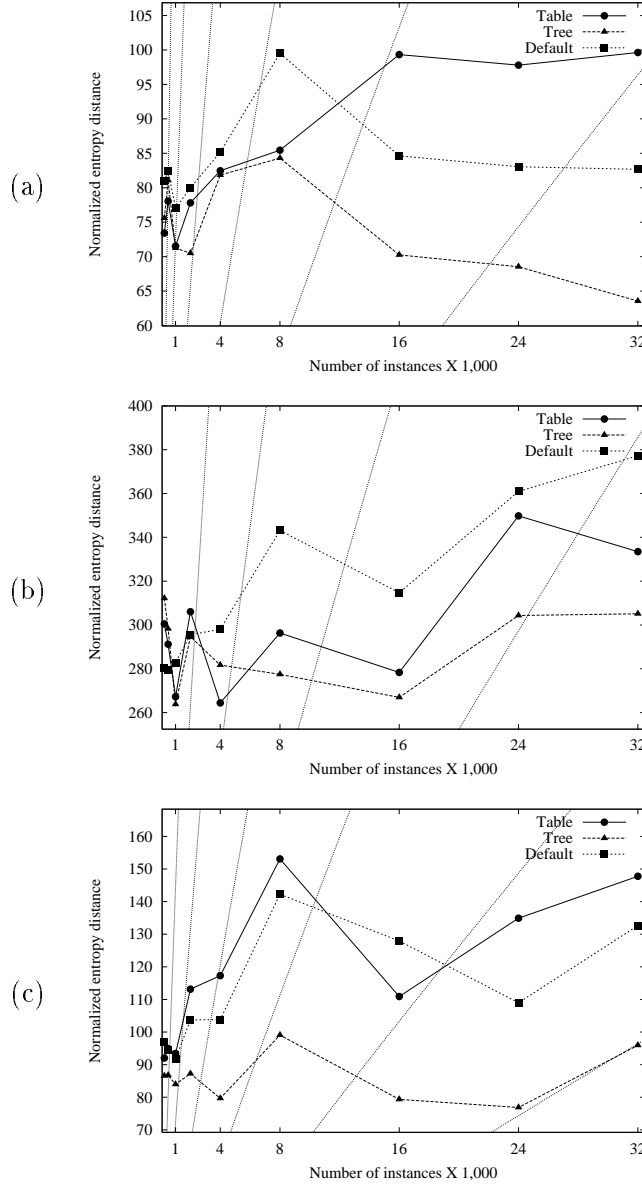 (a)
Normalized entropy distance
105
100
95
90
85
80
75
70
65
60
Table
Tree
Default
1 4 8 16 24 32
Number of instances X 1,000
(b)
Normalized entropy distance
400
380
360
340
320
300
280
260
Table
Tree
Default
1 4 8 16 24 32
Number of instances X 1,000
(c)
Normalized entropy distance
160
150
140
130
120
110
100
90
80
70
Table
Tree
Default
1 4 8 16 24 32
Number of instances X 1,000